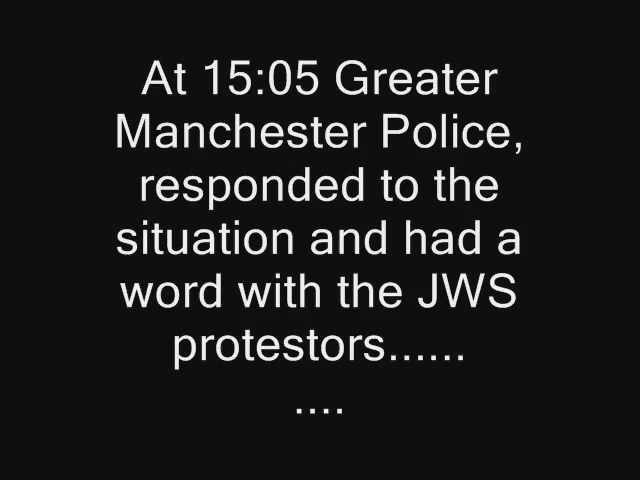 At 15:05 Greater
Manchester Police,
responded to the
situation and had a
word with the JWS
protestors......
....